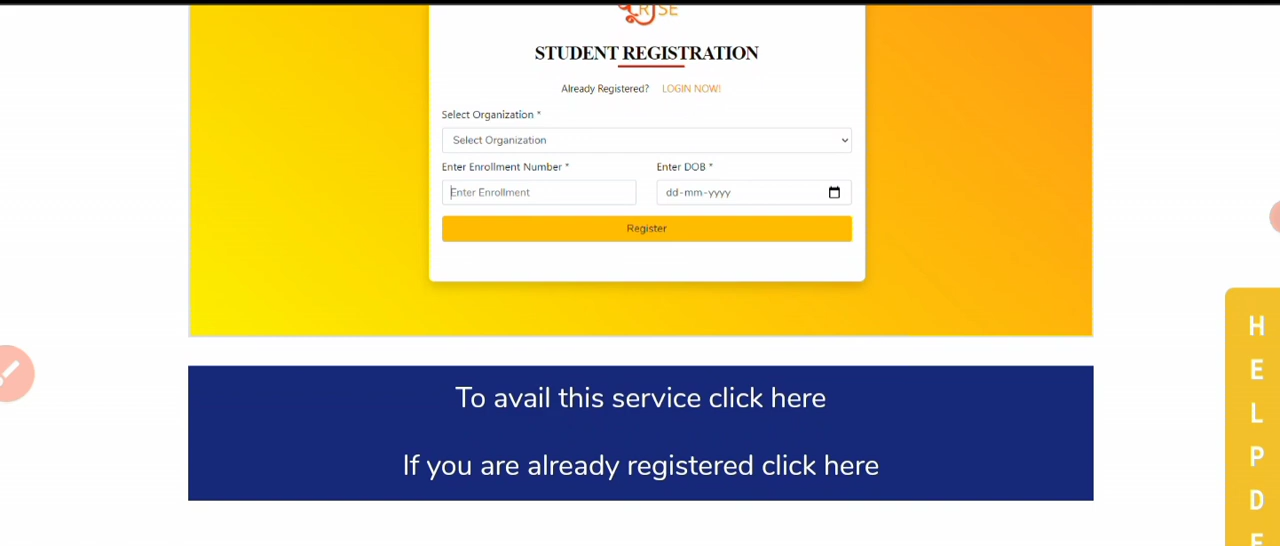 RISE
STUDENT REGISTRATION
Already Registered? LOGIN NOW!
Select Organization *
Select Organization
Enter Enrollment Number * Enter DOB *
Enter Enrollment dd-mm-yyyy
Register
To avail this service click here
If you are already registered click here
H
E
L
P
D
E